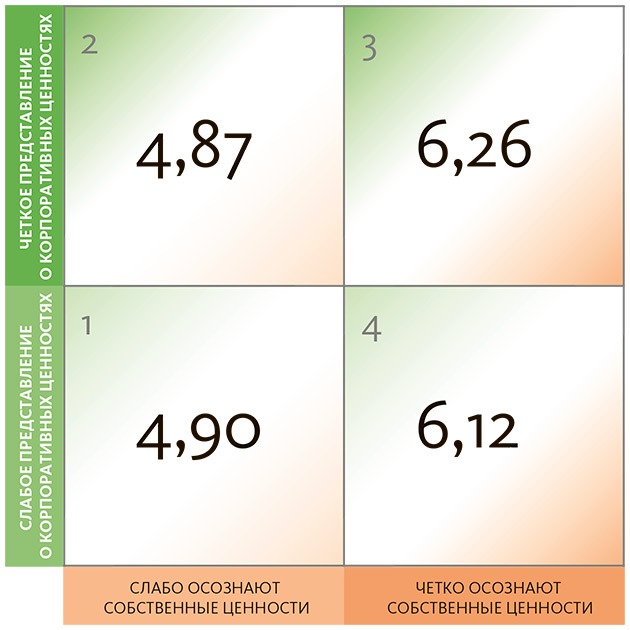 ЧЕТКОЕ ПРЕДСТАВЛЕНИЕ
О КОРПОРАТИВНЫХ ЦЕННОСТЯХ
2
4,87
3
6,26
СЛАБОЕ ПРЕДСТАВЛЕНИЕ
О КОРПОРАТИВНЫХ ЦЕННОСТЯХ
1
4,90
4
6,12
СЛАБО ОСОЗНАЮТ
СОБСТВЕННЫЕ ЦЕННОСТИ
ЧЕТКО ОСОЗНАЮТ
СОБСТВЕННЫЕ ЦЕННОСТИ